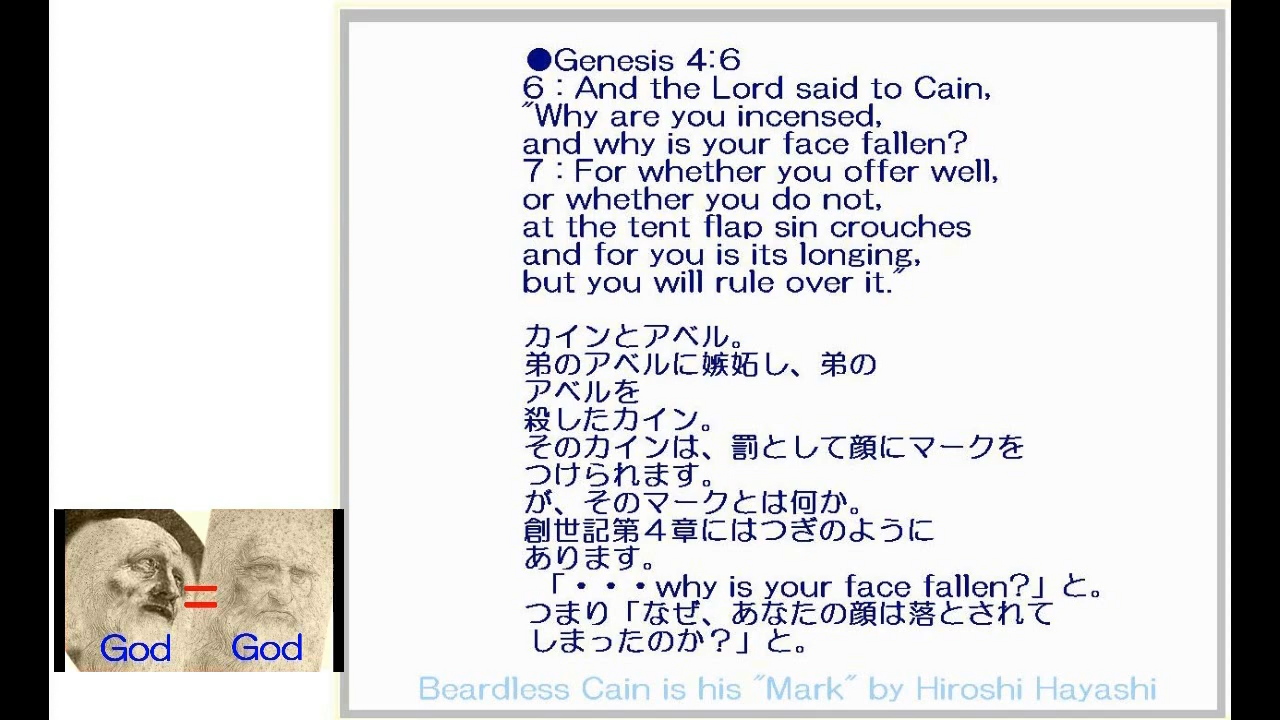 ●Genesis 4:6
6 : And the Lord said to Cain,
"Why are you incensed,
and why is your face fallen?
7 : For whether you offer well,
or whether you do not,
at the tent flap sin crouches
and for you is its longing,
but you will rule over it."
カインとアベル。
弟のアベルに嫉妬し、弟の
アベルを
殺したカイン。
そのカインは、罰として顔にマークを
つけられます。
が、そのマークとは何か。
創世記第４章にはつぎのように
あります。
「・・・why is your face fallen?」と。
つまり「なぜ、あなたの顔は落とされて
しまったのか？」と。
God = God
Beardless Cain is his "Mark" by Hiroshi Hayashi